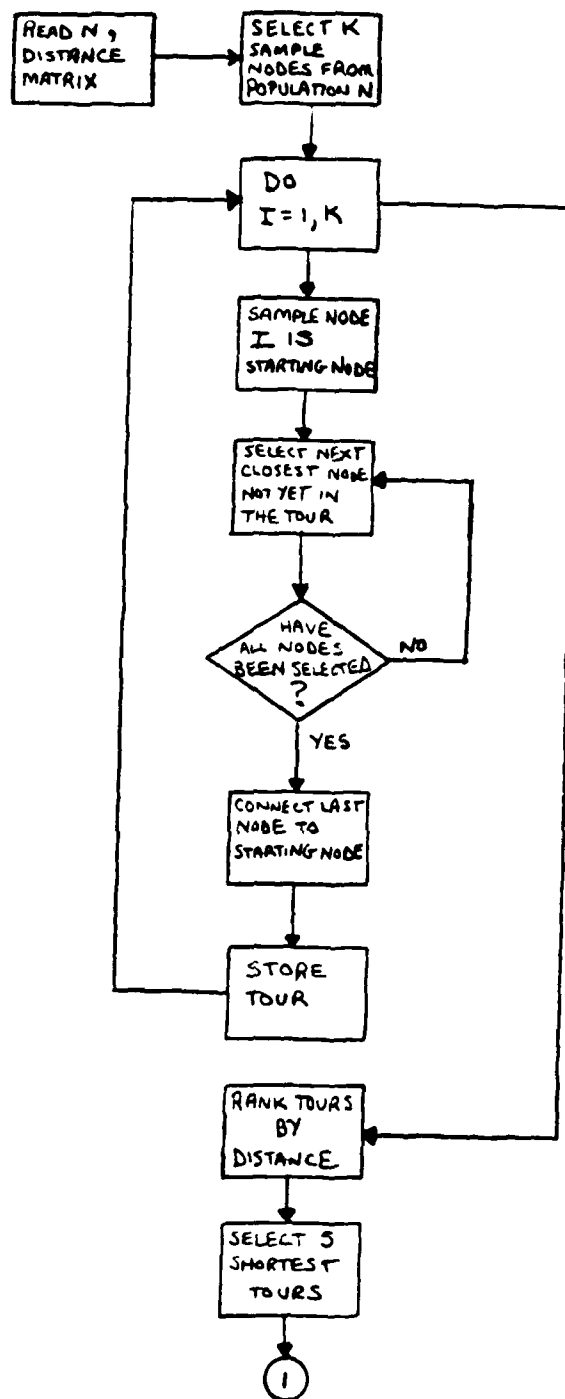 READ N,
DISTANCE
MATRIX
SELECT K
SAMPLE
NODES FROM
POPULATION N
DO
I = 1, K
SAMPLE NODE
I IS
STARTING NODE
SELECT NEXT
CLOSEST NODE
NOT YET IN
THE TOUR
HAVE
ALL NODES
BEEN SELECTED
?
NO
YES
CONNECT LAST
NODE TO
STARTING NODE
STORE
TOUR
RANK TOURS
BY
DISTANCE
SELECT 5
SHORTEST
TOURS
1